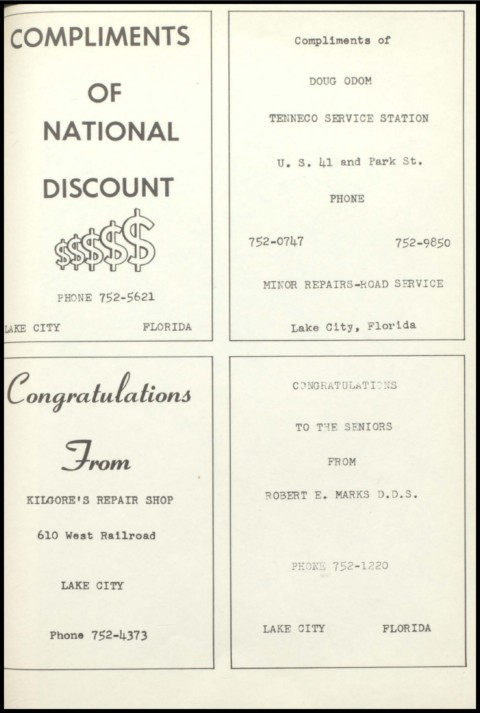 COMPLIMENTS
OF
NATIONAL
DISCOUNT
$$$$$
PHONE 752-5621
LAKE CITY FLORIDA
Compliments of
DOUG ODOM
TENNECO SERVICE STATION
U. S. 41 and Park St.
PHONE
752-0747 752-9850
MINOR REPAIRS-ROAD SERVICE
Lake City, Florida
Congratulations
From
KILGORE'S REPAIR SHOP
610 West Railroad
LAKE CITY
Phone 752-4373
CONGRATULATIONS
TO THE SENIORS
FROM
ROBERT E. MARKS D.D.S.
PHONE 752-1220
LAKE CITY FLORIDA